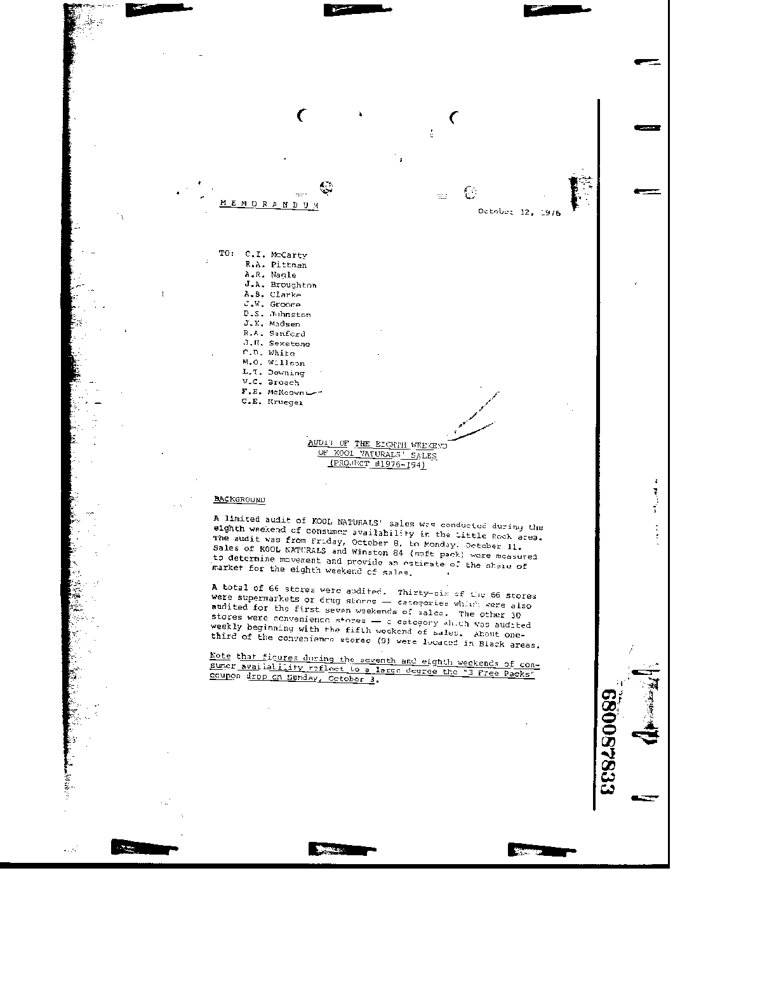 MEMORANDUM
October 12, 1976
TO: C.I. McCarty
R.A. Pittman
A.R. Nagle
J.A. Broughton
A.B. Clarke
D.S. Johnston
R.A. Sanford
C.D. White
L.T. Downing
V.C. Broach
F.E. McKeown
C.E. Krueger
AUDIT OF THE EIGHTH WEEKEND
OF KOOL NATURALS' SALES
(PROJECT #1976-194)
BACKGROUND
A limited audit of KOOL NATURALS' sales was conducted during the
eighth weekend of consumer availability in the Little Rock area.
The audit was from Friday, October 8, to Monday, October 11.
Sales of KOOL NATURALS and Winston 84 (soft pack) were measured
to determine movement and provide an estimate of the share of
market for the eighth weekend of sales.
A total of 66 stores were audited. Thirty-six of the 66 stores
were supermarkets or drug stores — categories which were also
audited for the first seven weekends of sales. The other 30
stores were convenience stores — a category which was audited
weekly beginning with the fifth weekend of sales. About one-
third of the convenience stores (9) were located in Black areas.
Note that figures during the seventh and eighth weekends of con-
sumer availability reflect to a large degree the "3 Free Packs"
coupon drop on Sunday, October 3.
680087833